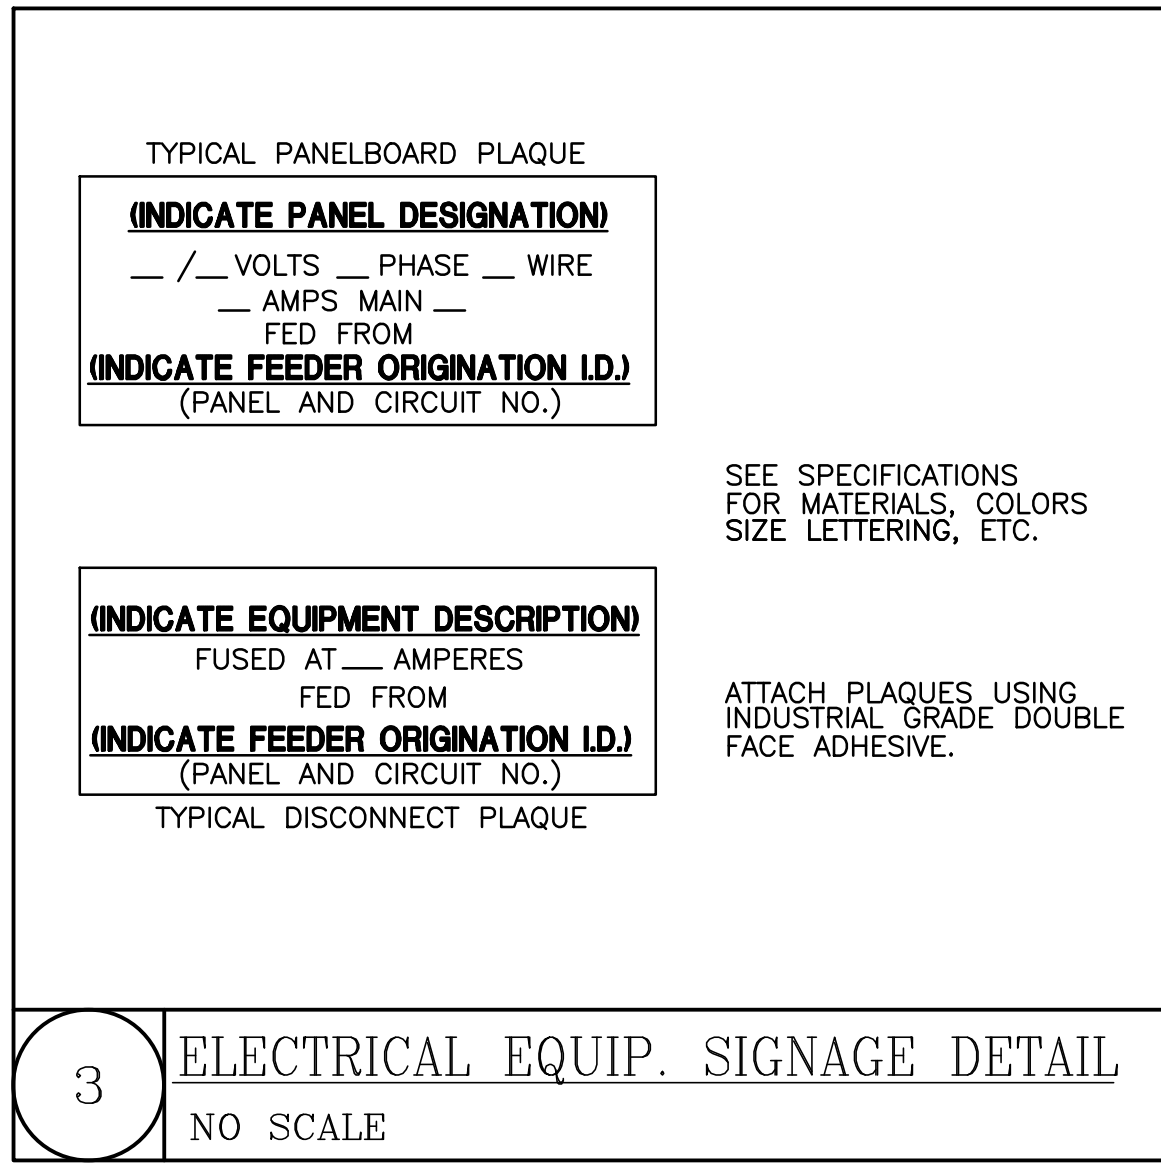 TYPICAL PANELBOARD PLAQUE
(INDICATE PANEL DESIGNATION)
__ /__ VOLTS __ PHASE __ WIRE
__ AMPS MAIN __
FED FROM
(INDICATE FEEDER ORIGINATION I.D.)
(PANEL AND CIRCUIT NO.)
SEE SPECIFICATIONS
FOR MATERIALS, COLORS
SIZE LETTERING, ETC.
(INDICATE EQUIPMENT DESCRIPTION)
FUSED AT __ AMPERES
FED FROM
(INDICATE FEEDER ORIGINATION I.D.)
(PANEL AND CIRCUIT NO.)
TYPICAL DISCONNECT PLAQUE
ATTACH PLAQUES USING
INDUSTRIAL GRADE DOUBLE
FACE ADHESIVE.
3
ELECTRICAL EQUIP. SIGNAGE DETAIL
NO SCALE